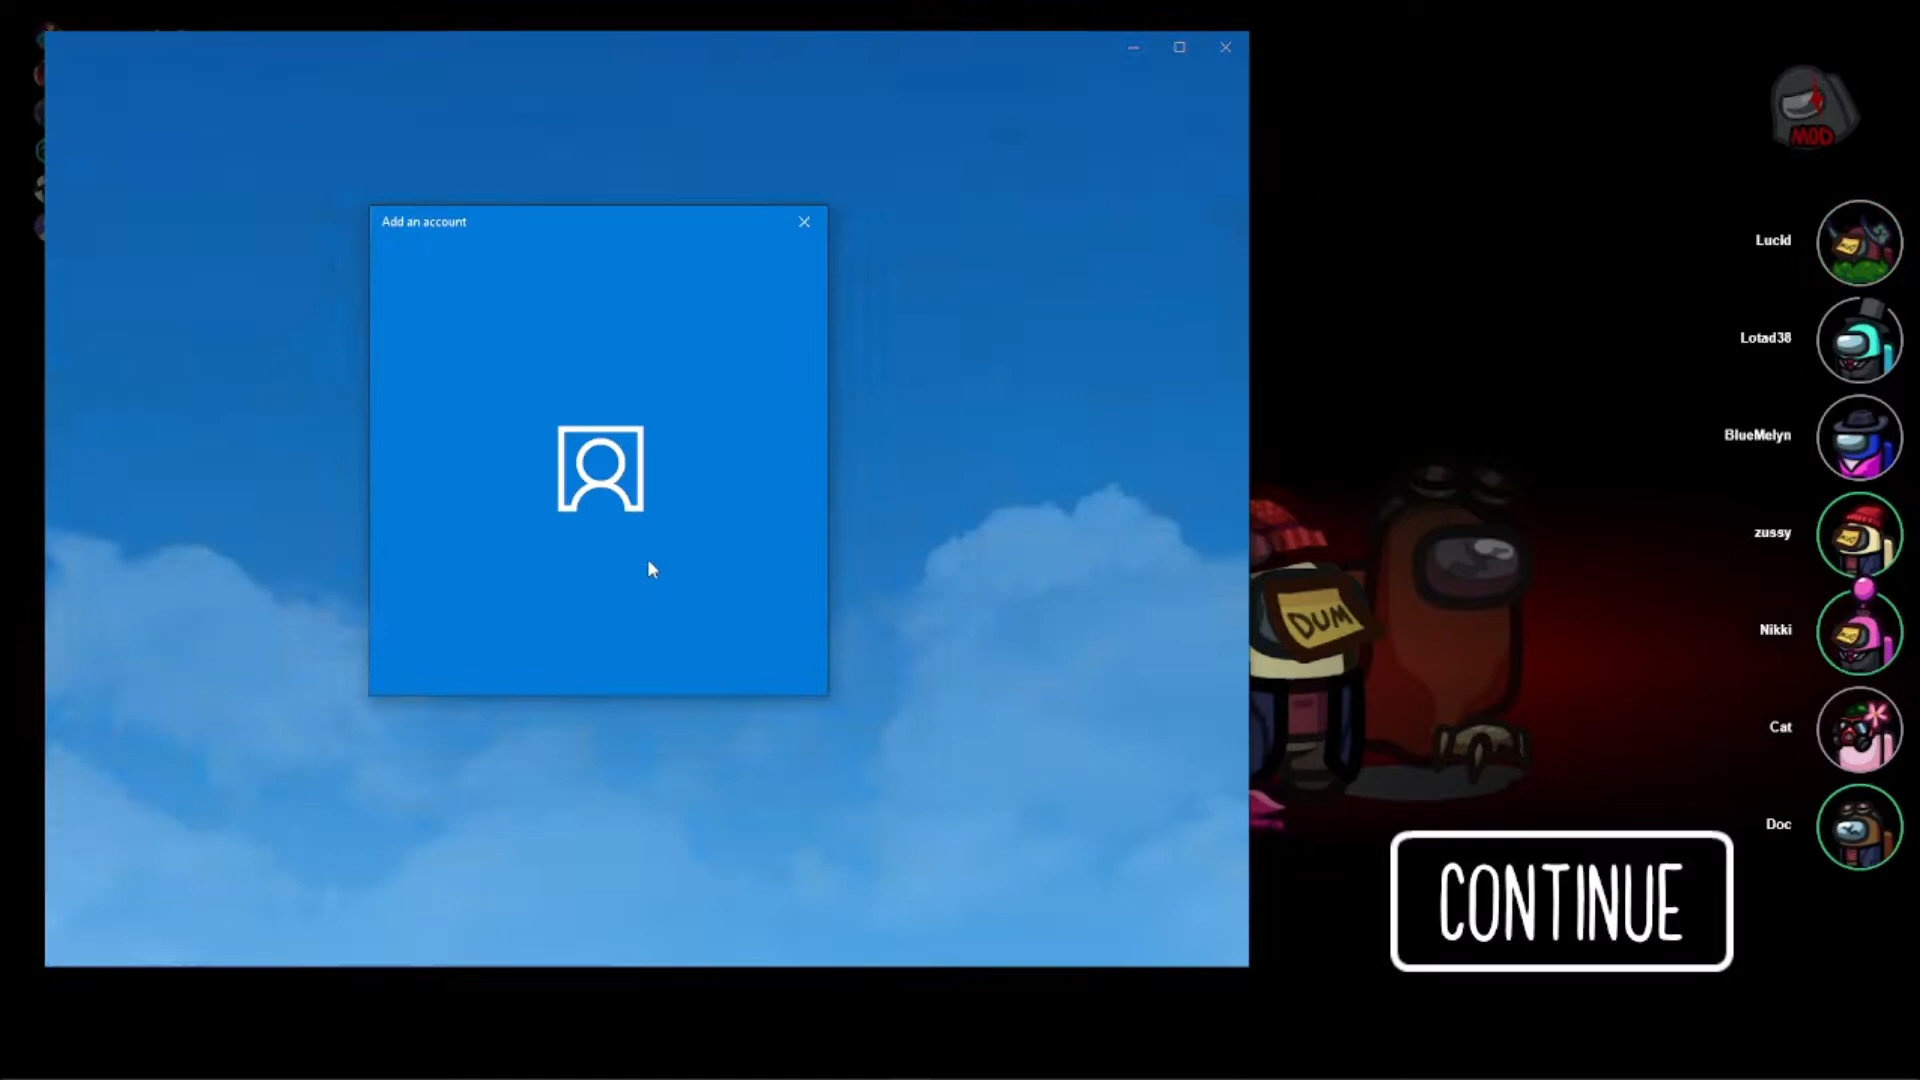 Add an account
MOD
Lucid
Lotad38
BlueMelyn
zussy
DUM
Nikki
Cat
Doc
CONTINUE